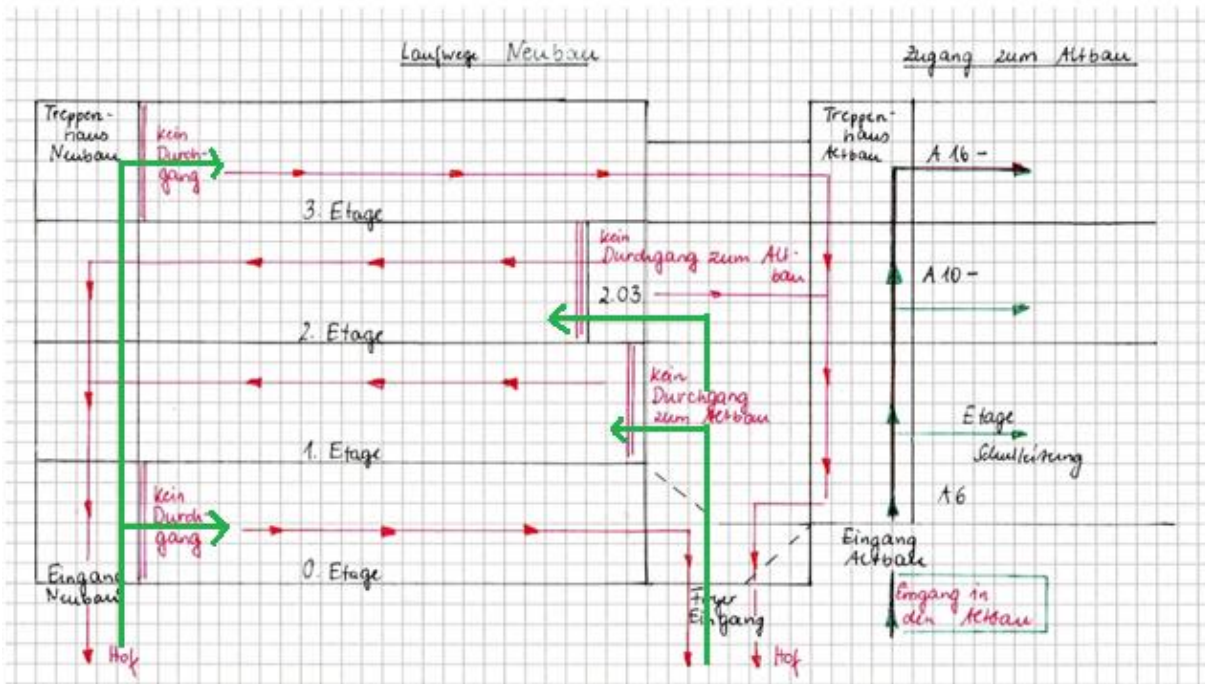 Laufwege Neubau
Zugang zum Altbau
Treppen-
haus
Neubau
kein
Durch-
gang
3. Etage
Treppen-
haus
Altbau
A 16 -
kein
Durchgang zum Alt-
bau
2.03
2. Etage
A 10 -
kein
Durchgang
zum Altbau
1. Etage
Etage
Schulleitung
kein
Durch-
gang
0. Etage
A 6
Eingang
Neubau
Hof
Foyer
Eingang
Hof
Eingang
Altbau
Eingang in
den Altbau